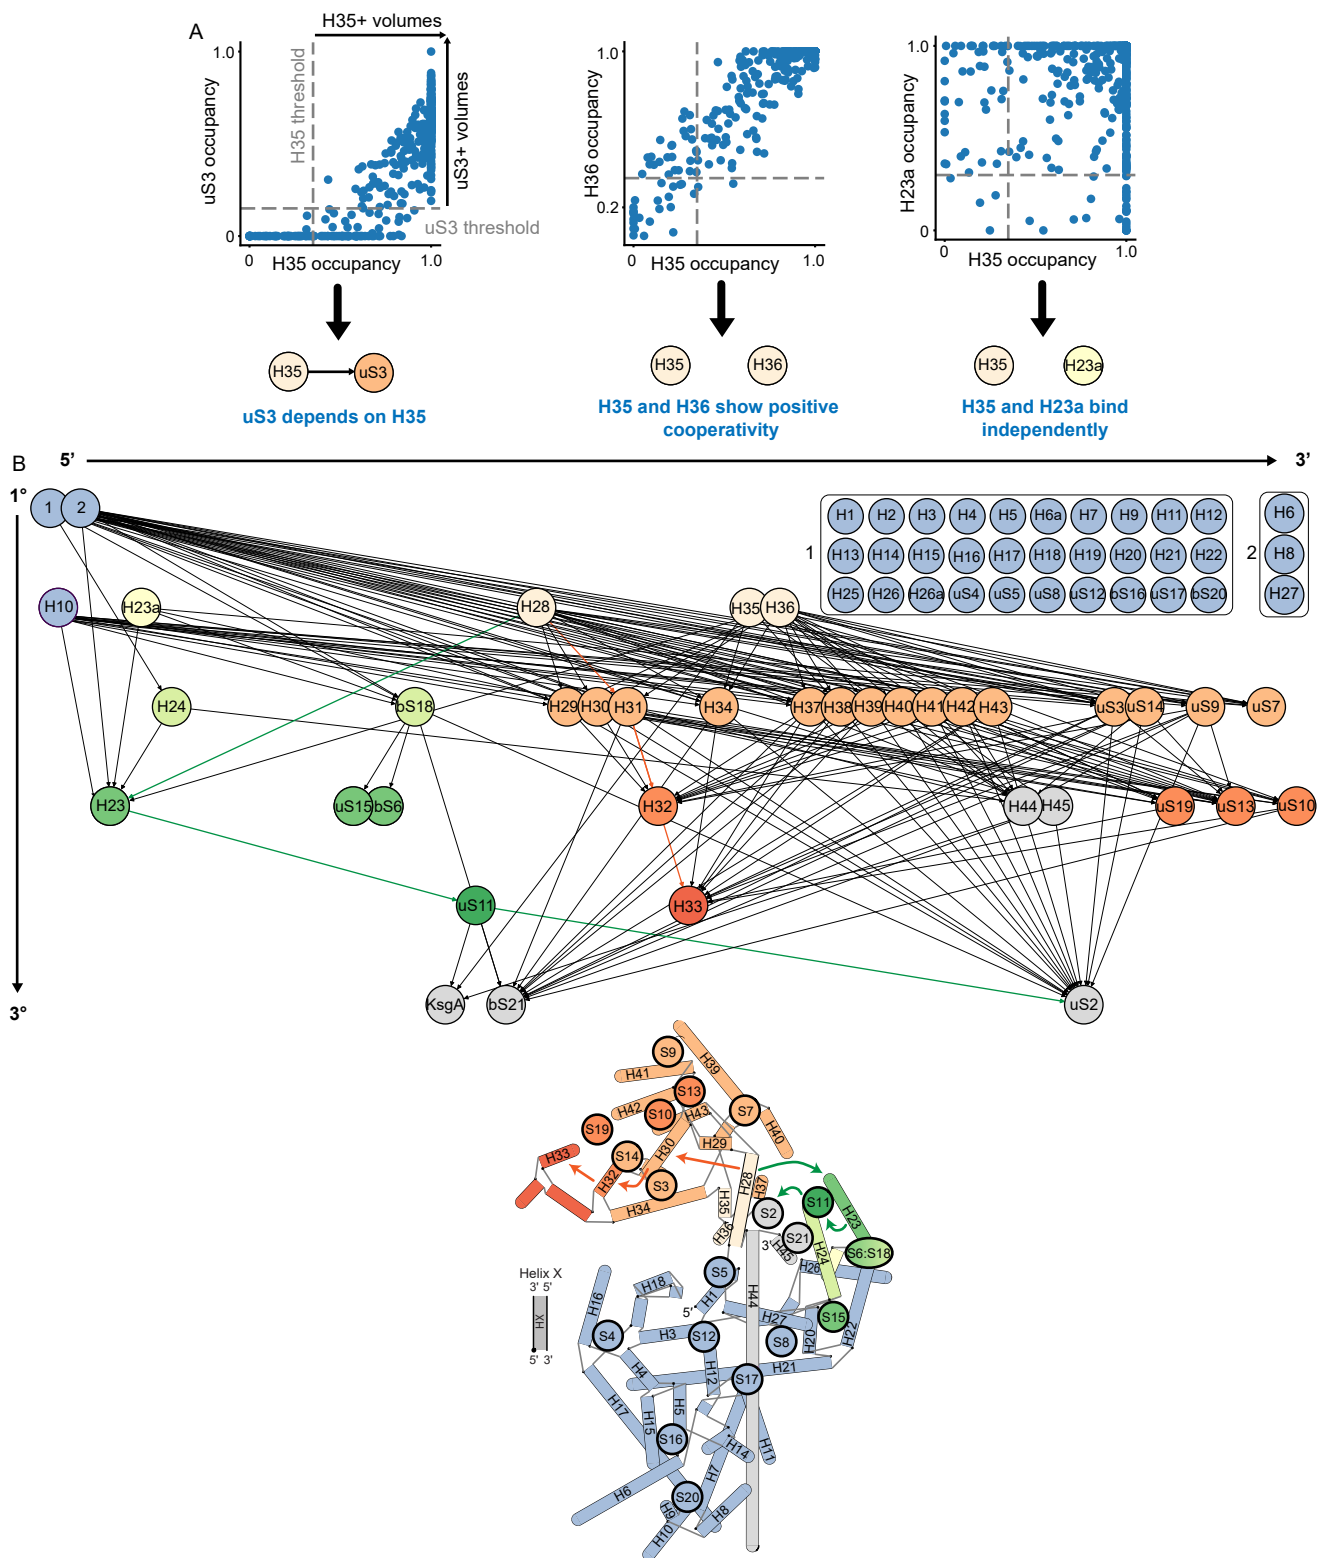 A
H35+ volumes
1.0
uS3 occupancy
H35 threshold
uS3+ volumes
uS3 threshold
0
0
H35 occupancy
1.0
1.0
H36 occupancy
0.2
0
H35 occupancy
1.0
1.0
H23a occupancy
0
0
H35 occupancy
1.0
H35
uS3
H35
H36
H35
H23a
uS3 depends on H35
H35 and H36 show positive
cooperativity
H35 and H23a bind
independently
B
5’
3’
1°
3°
1
2
1
H1 H2 H3 H4 H5 H6a H7 H9 H11 H12
H13 H14 H15 H16 H17 H18 H19 H20 H21 H22
H25 H26 H26a uS4 uS5 uS8 uS12 bS16 uS17 bS20
2
H6
H8
H27
H10 H23a H28 H35 H36
H24 bS18 H29 H30 H31 H34 H37 H38 H39 H40 H41 H42 H43 uS3 uS14 uS9 uS7
H23 uS15 bS6 H32 H44 H45 uS19 uS13 uS10
uS11 H33
KsgA bS21 uS2
S9
H39
H41
S13
H42
S10
H43
S7
H40
S19
H29
H30
H33
S14
H32
S3
H34
H28
H37
H35
H36
S2
S11
H23
S21
3'
H45
H24
S6:S18
H26
S5
H1
5'
H44
H27
S15
H20
H22
S8
H18
H16
S4
H3
S12
H4
H12
H21
S17
H17
H15
H5
S16
H14
H11
H7
H6
S20
H9
H8
H10
Helix X
3' 5'
HX
5' 3'